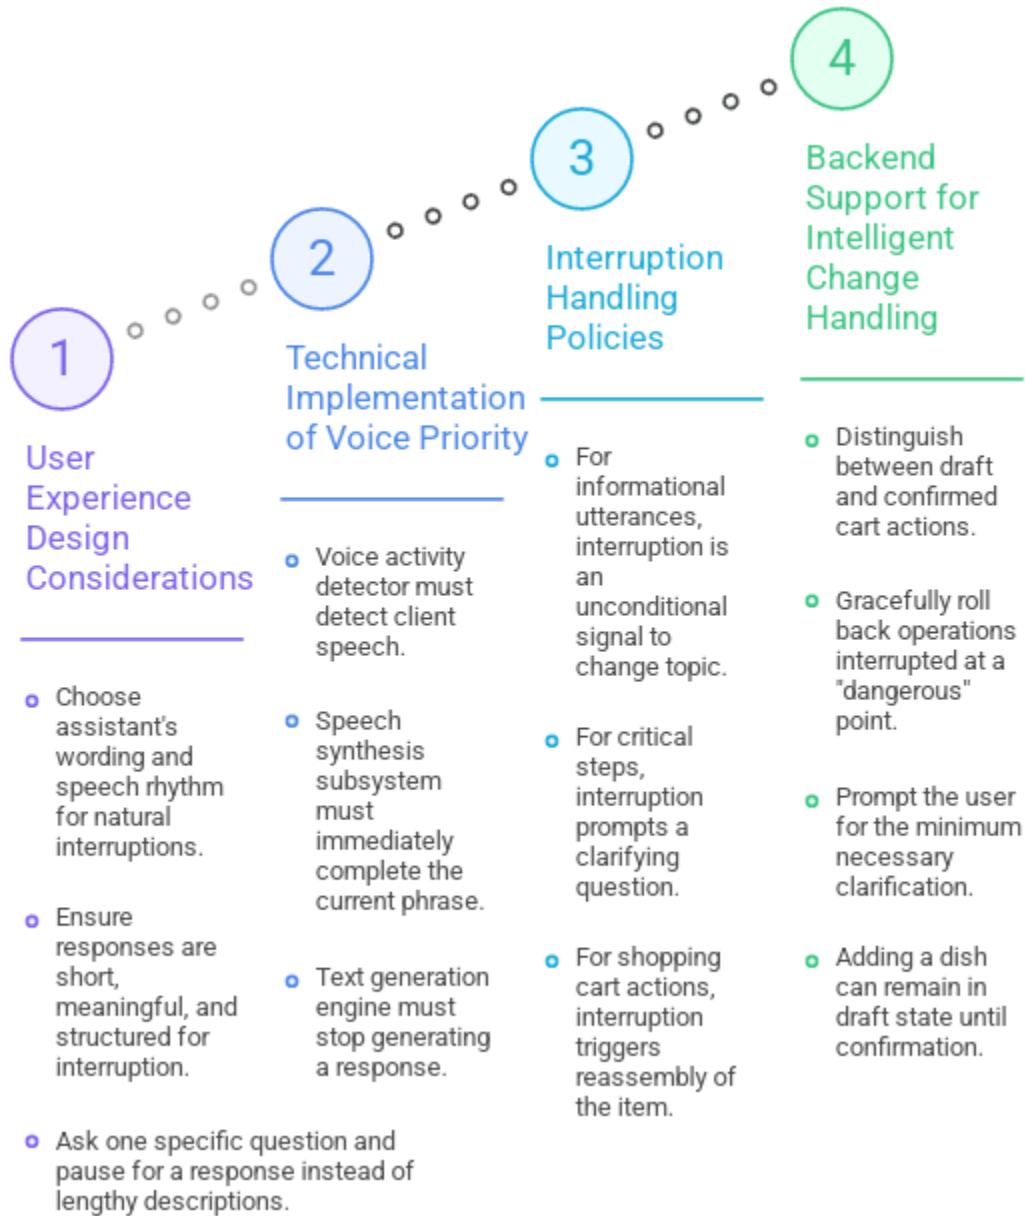 1
User
Experience
Design
Considerations
Choose
assistant's
wording and
speech rhythm
for natural
interruptions.
Ensure
responses are
short,
meaningful, and
structured for
interruption.
Ask one specific question and
pause for a response instead of
lengthy descriptions.
2
Technical
Implementation
of Voice Priority
Voice activity
detector must
detect client
speech.
Speech
synthesis
subsystem
must
immediately
complete the
current phrase.
Text generation
engine must
stop generating
a response.
3
Interruption
Handling
Policies
For
informational
utterances,
interruption is
an
unconditional
signal to
change topic.
For critical
steps,
interruption
prompts a
clarifying
question.
For shopping
cart actions,
interruption
triggers
reassembly of
the item.
4
Backend
Support for
Intelligent
Change
Handling
Distinguish
between draft
and confirmed
cart actions.
Gracefully roll
back operations
interrupted at a
"dangerous"
point.
Prompt the user
for the minimum
necessary
clarification.
Adding a dish
can remain in
draft state until
confirmation.